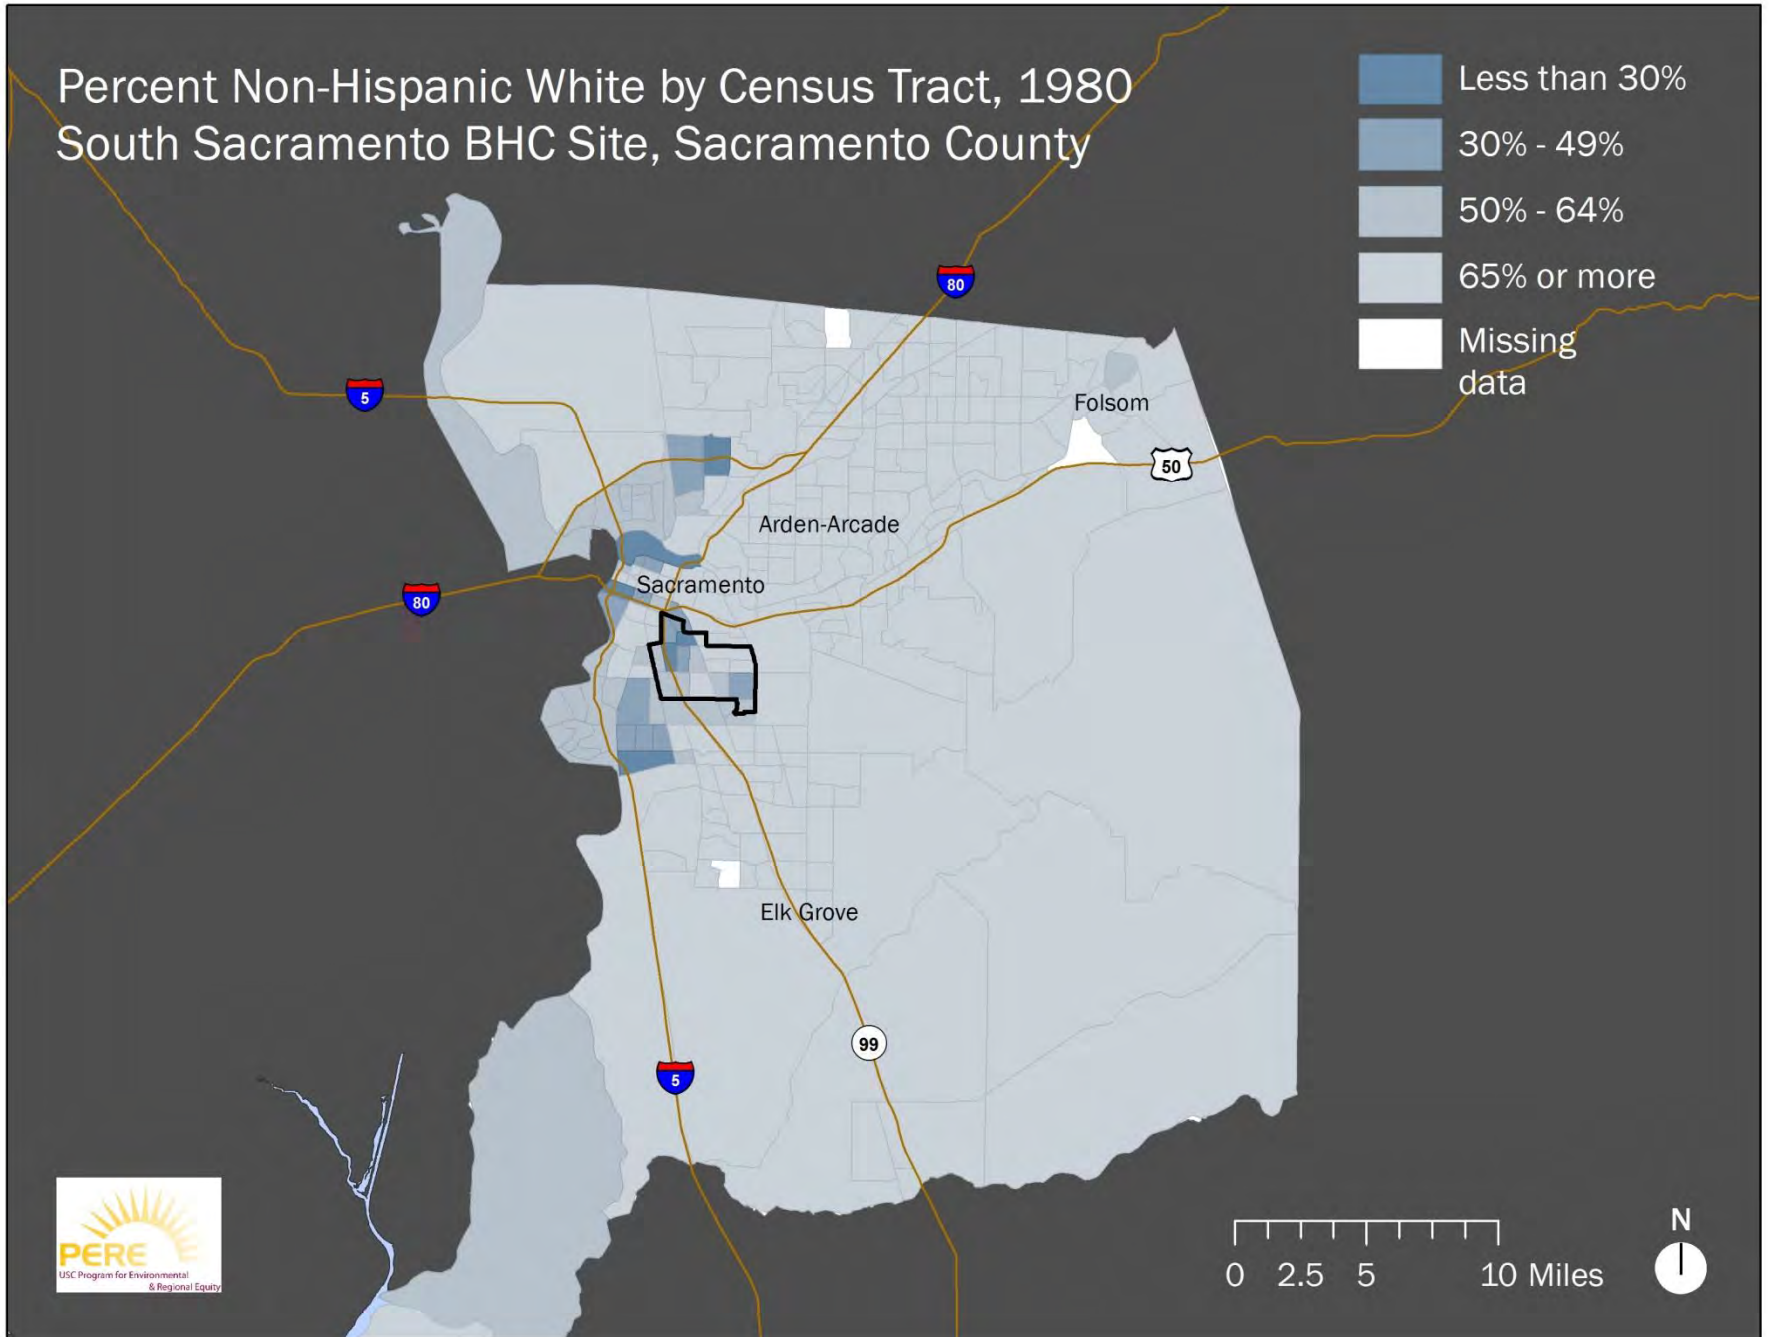 Percent Non-Hispanic White by Census Tract, 1980
South Sacramento BHC Site, Sacramento County
Less than 30%
30% - 49%
50% - 64%
65% or more
Missing
data
80
5
Folsom
50
Arden-Arcade
Sacramento
80
Elk Grove
99
5
PERE
USC Program for Environmental
& Regional Equity
0 2.5 5 10 Miles
N